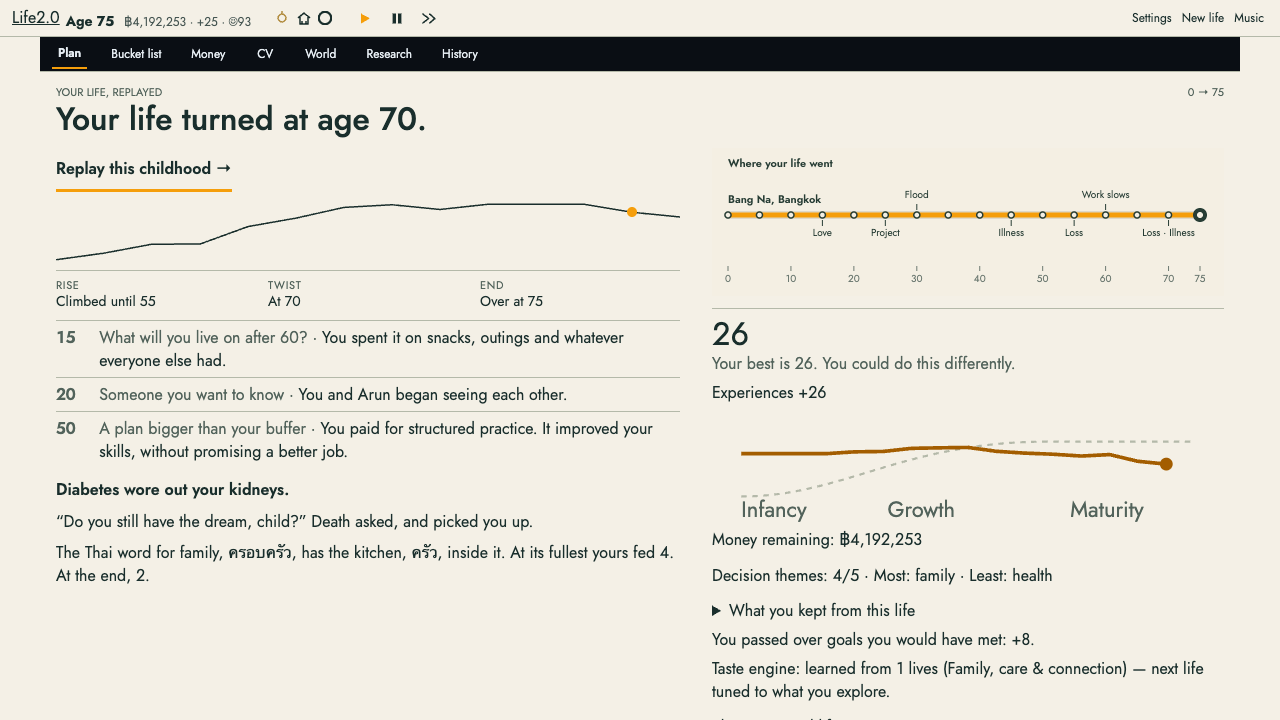 Life2.0 Age 75 ฿4,192,253 · +25 · ◎93
Settings New life Music
Plan Bucket list Money CV World Research History
YOUR LIFE, REPLAYED
0 → 75
Your life turned at age 70.
Replay this childhood →
RISE TWIST END
Climbed until 55 At 70 Over at 75
15 What will you live on after 60? · You spent it on snacks, outings and whatever
everyone else had.
20 Someone you want to know · You and Arun began seeing each other.
50 A plan bigger than your buffer · You paid for structured practice. It improved your
skills, without promising a better job.
Diabetes wore out your kidneys.
“Do you still have the dream, child?” Death asked, and picked you up.
The Thai word for family, ครอบครัว, has the kitchen, ครัว, inside it. At its fullest yours fed 4.
At the end, 2.
Where your life went
Flood Work slows
Bang Na, Bangkok
Love Project Illness Loss Loss · Illness
0 10 20 30 40 50 60 70 75
26
Your best is 26. You could do this differently.
Experiences +26
Infancy Growth Maturity
Money remaining: ฿4,192,253
Decision themes: 4/5 · Most: family · Least: health
▶ What you kept from this life
You passed over goals you would have met: +8.
Taste engine: learned from 1 lives (Family, care & connection) — next life
tuned to what you explore.